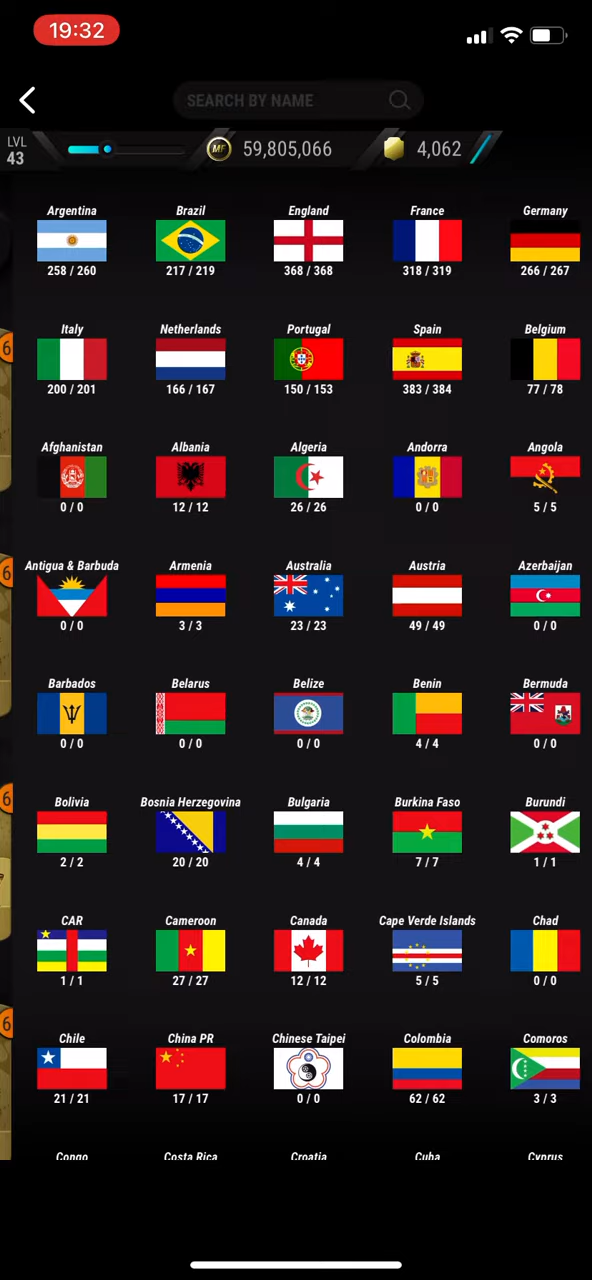 19:32
SEARCH BY NAME
LVL
43
MF 59,805,066 4,062
Argentina Brazil England France Germany
258 / 260 217 / 219 368 / 368 318 / 319 266 / 267
Italy Netherlands Portugal Spain Belgium
200 / 201 166 / 167 150 / 153 383 / 384 77 / 78
Afghanistan Albania Algeria Andorra Angola
0 / 0 12 / 12 26 / 26 0 / 0 5 / 5
Antigua & Barbuda Armenia Australia Austria Azerbaijan
0 / 0 3 / 3 23 / 23 49 / 49 0 / 0
Barbados Belarus Belize Benin Bermuda
0 / 0 0 / 0 0 / 0 4 / 4 0 / 0
Bolivia Bosnia Herzegovina Bulgaria Burkina Faso Burundi
2 / 2 20 / 20 4 / 4 7 / 7 1 / 1
CAR Cameroon Canada Cape Verde Islands Chad
1 / 1 27 / 27 12 / 12 5 / 5 0 / 0
Chile China PR Chinese Taipei Colombia Comoros
21 / 21 17 / 17 0 / 0 62 / 62 3 / 3
Congo Costa Rica Croatia Cuba Cyprus
6
6
6
6